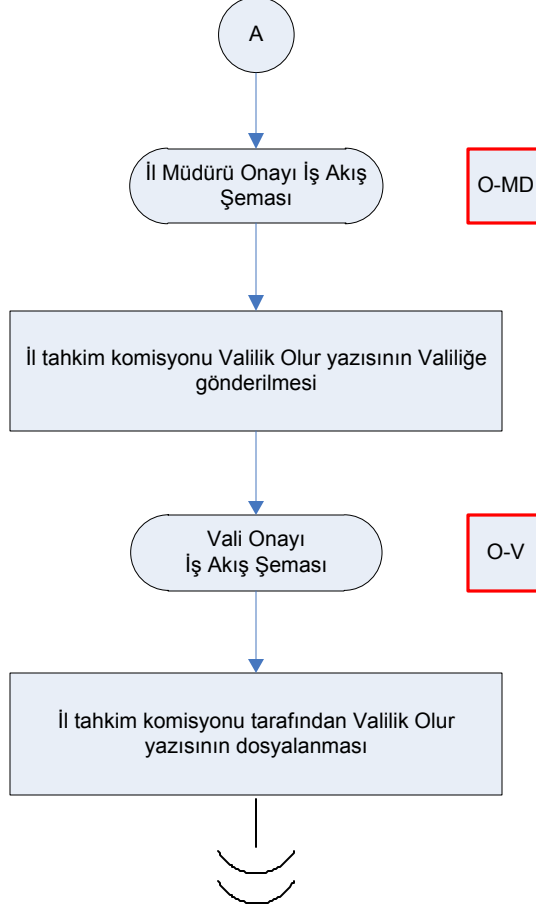 A
İl Müdürü Onayı İş Akış
Şeması
O-MD
İl tahkim komisyonu Valilik Olur yazısının Valiliğe
gönderilmesi
Vali Onayı
İş Akış Şeması
O-V
İl tahkim komisyonu tarafından Valilik Olur
yazısının dosyalanması